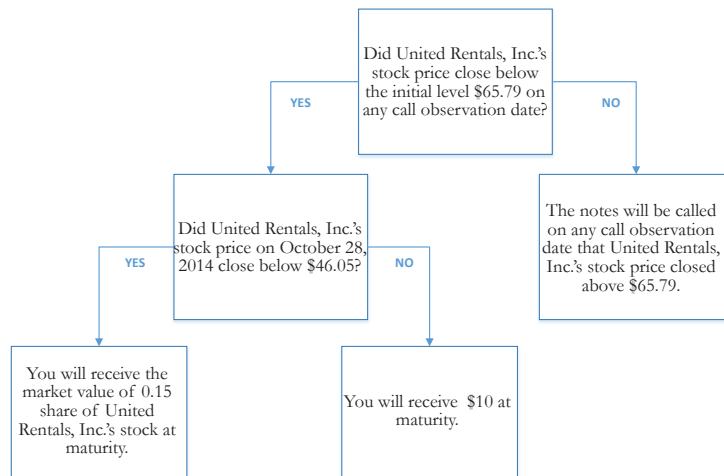 Did United Rentals, Inc.'s
stock price close below
the initial level $65.79 on
any call observation date?
YES
NO
Did United Rentals, Inc.'s
stock price on October 28,
2014 close below $46.05?
The notes will be called
on any call observation
date that United Rentals,
Inc.'s stock price closed
above $65.79.
YES
NO
You will receive the
market value of 0.15
share of United
Rentals, Inc.'s stock at
maturity.
You will receive $10 at
maturity.